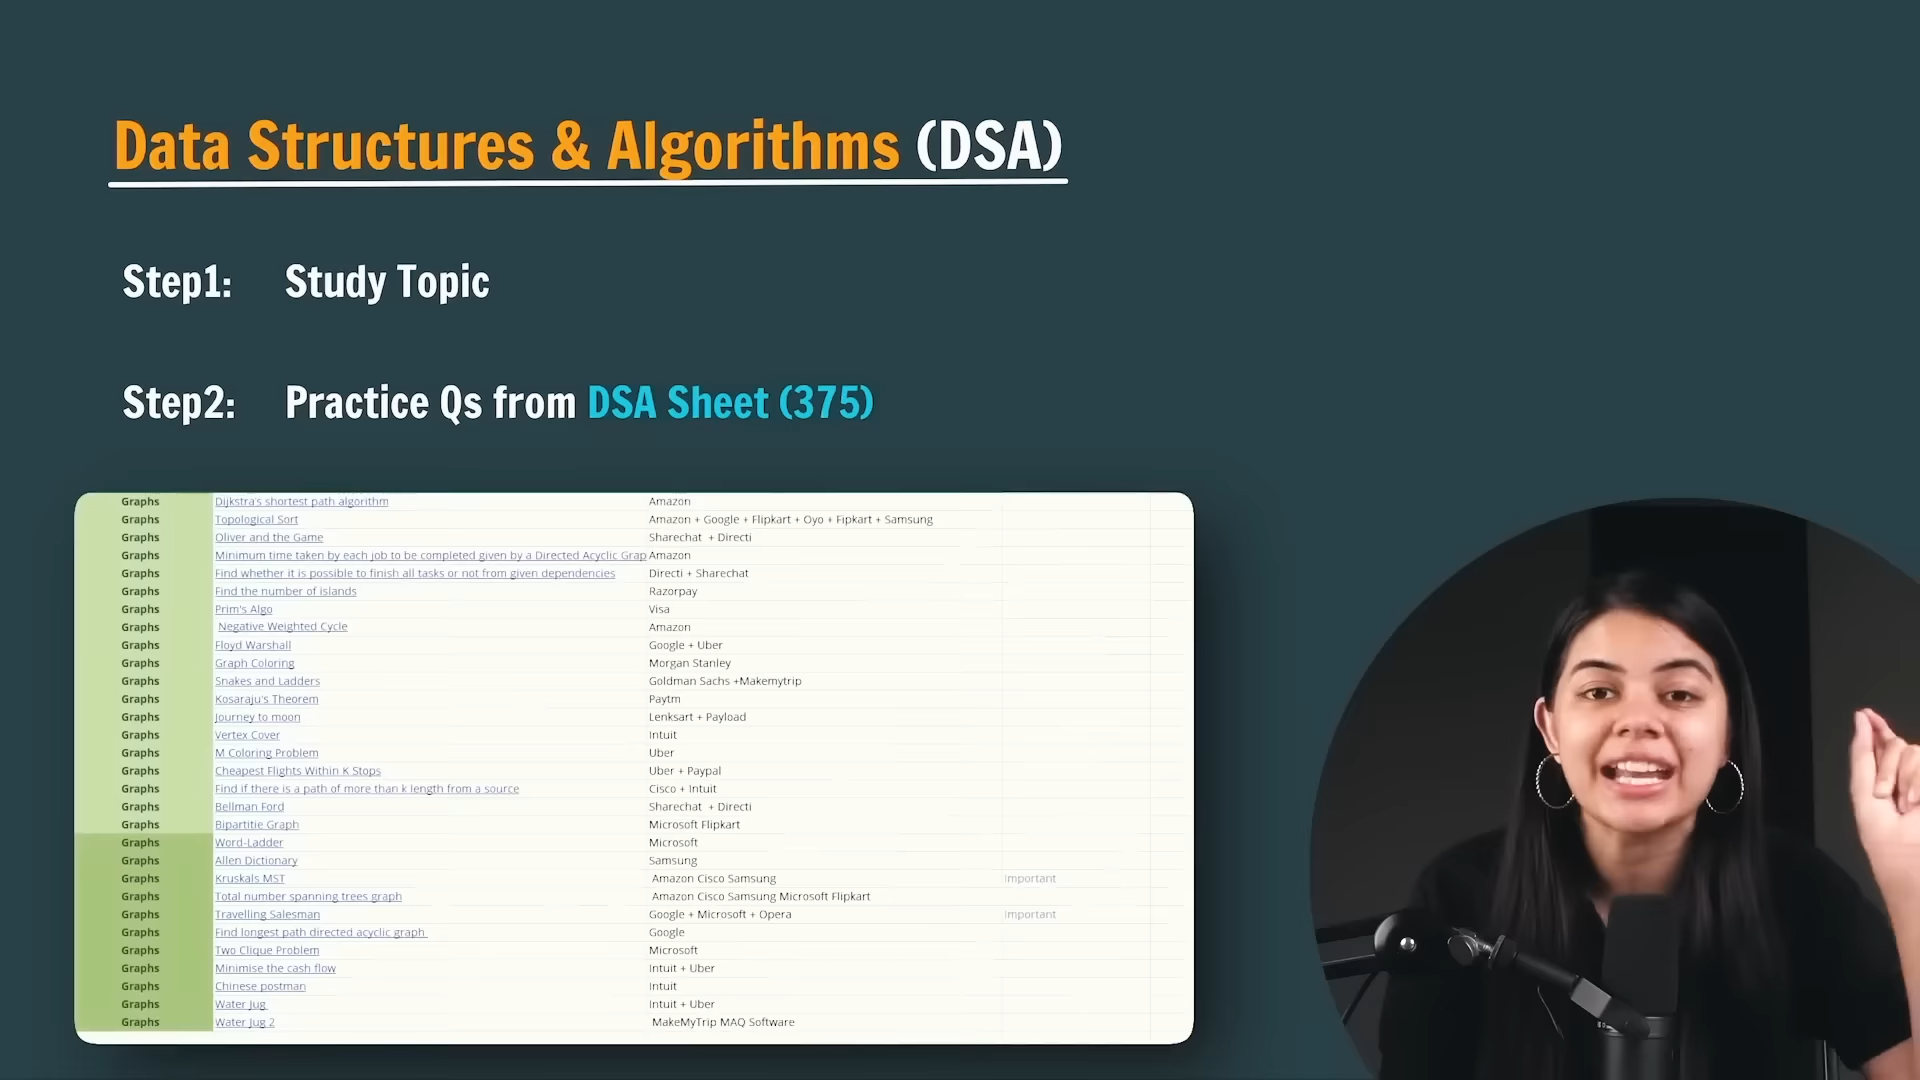 Data Structures & Algorithms (DSA)
Step1: Study Topic
Step2: Practice Qs from DSA Sheet (375)
Graphs Dijkstra's shortest path algorithm Amazon
Graphs Topological Sort Amazon + Google + Flipkart + Oyo + Fipkart + Samsung
Graphs Oliver and the Game Sharechat + Directi
Graphs Minimum time taken by each job to be completed given by a Directed Acyclic Grap Amazon
Graphs Find whether it is possible to finish all tasks or not from given dependencies Directi + Sharechat
Graphs Find the number of islands Razorpay
Graphs Prim's Algo Visa
Graphs Negative Weighted Cycle Amazon
Graphs Floyd Warshall Google + Uber
Graphs Graph Coloring Morgan Stanley
Graphs Snakes and Ladders Goldman Sachs +Makemytrip
Graphs Kosaraju's Theorem Paytm
Graphs Journey to moon Lenksart + Payload
Graphs Vertex Cover Intuit
Graphs M Coloring Problem Uber
Graphs Cheapest Flights Within K Stops Uber + Paypal
Graphs Find if there is a path of more than k length from a source Cisco + Intuit
Graphs Bellman Ford Sharechat + Directi
Graphs Bipartitie Graph Microsoft Flipkart
Graphs Word-Ladder Microsoft
Graphs Allen Dictionary Samsung
Graphs Kruskals MST Amazon Cisco Samsung Important
Graphs Total number spanning trees graph Amazon Cisco Samsung Microsoft Flipkart
Graphs Travelling Salesman Google + Microsoft + Opera Important
Graphs Find longest path directed acyclic graph Google
Graphs Two Clique Problem Microsoft
Graphs Minimise the cash flow Intuit + Uber
Graphs Chinese postman Intuit
Graphs Water Jug Intuit + Uber
Graphs Water Jug 2 MakeMyTrip MAQ Software